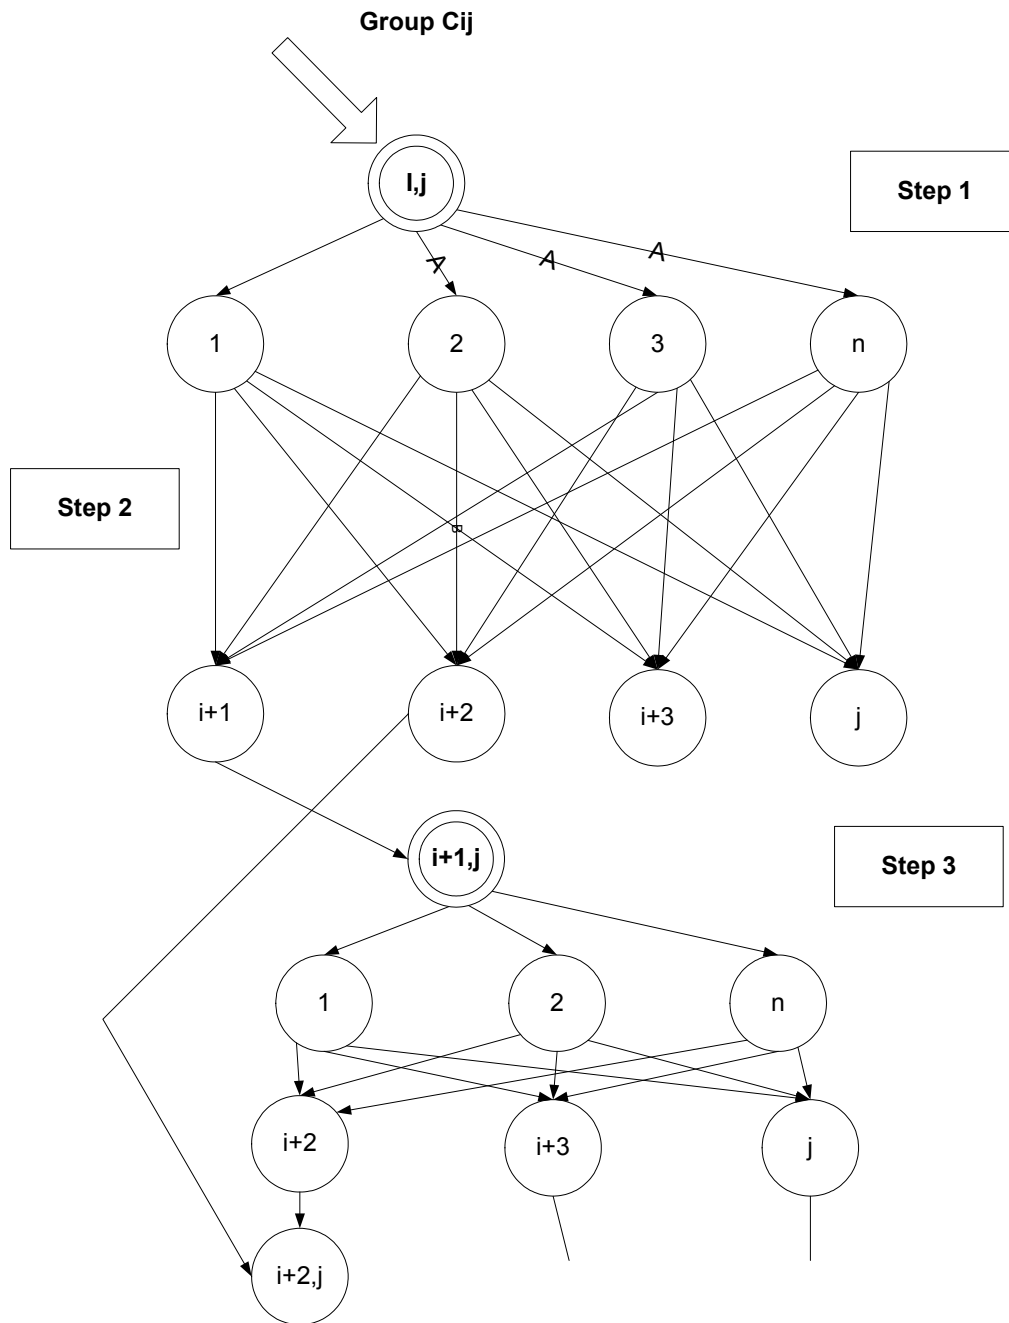 Group Cij
I,j
Step 1
A
A
A
1
2
3
n
Step 2
a
i+1
i+2
i+3
j
i+1,j
Step 3
1
2
n
i+2
i+3
j
i+2,j